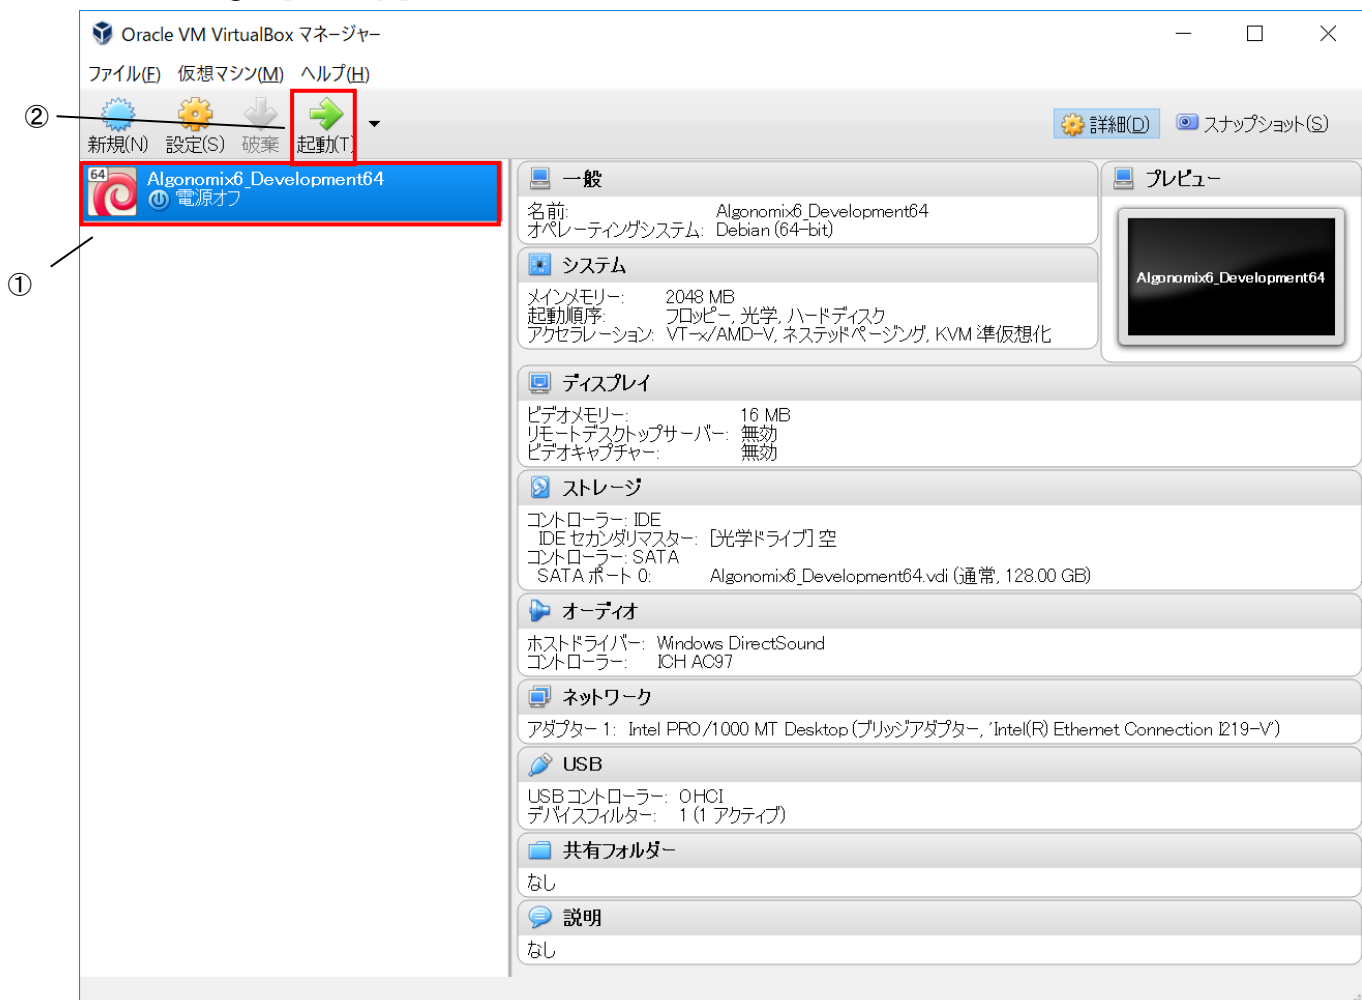 Oracle VM VirtualBox マネージャー
ファイル(F) 仮想マシン(M) ヘルプ(H)
②
新規(N) 設定(S) 破棄 起動(T)
詳細(D) スナップショット(S)
64
Algonomix6_Development64
電源オフ
①
一般
名前: Algonomix6_Development64
オペレーティングシステム: Debian (64-bit)
プレビュー
Algonomix6_Development64
システム
メインメモリー: 2048 MB
起動順序: フロッピー, 光学, ハードディスク
アクセラレーション: VT-x/AMD-V, ネステッドページング, KVM 準仮想化
ディスプレイ
ビデオメモリー: 16 MB
リモートデスクトップサーバー: 無効
ビデオキャプチャー: 無効
ストレージ
コントローラー: IDE
IDE セカンダリマスター: [光学ドライブ] 空
コントローラー: SATA
SATA ポート 0: Algonomix6_Development64.vdi (通常, 128.00 GB)
オーディオ
ホストドライバー: Windows DirectSound
コントローラー: ICH AC97
ネットワーク
アダプター 1: Intel PRO/1000 MT Desktop (ブリッジアダプター, 'Intel(R) Ethernet Connection I219-V')
USB
USB コントローラー: OHCI
デバイスフィルター: 1 (1 アクティブ)
共有フォルダー
なし
説明
なし